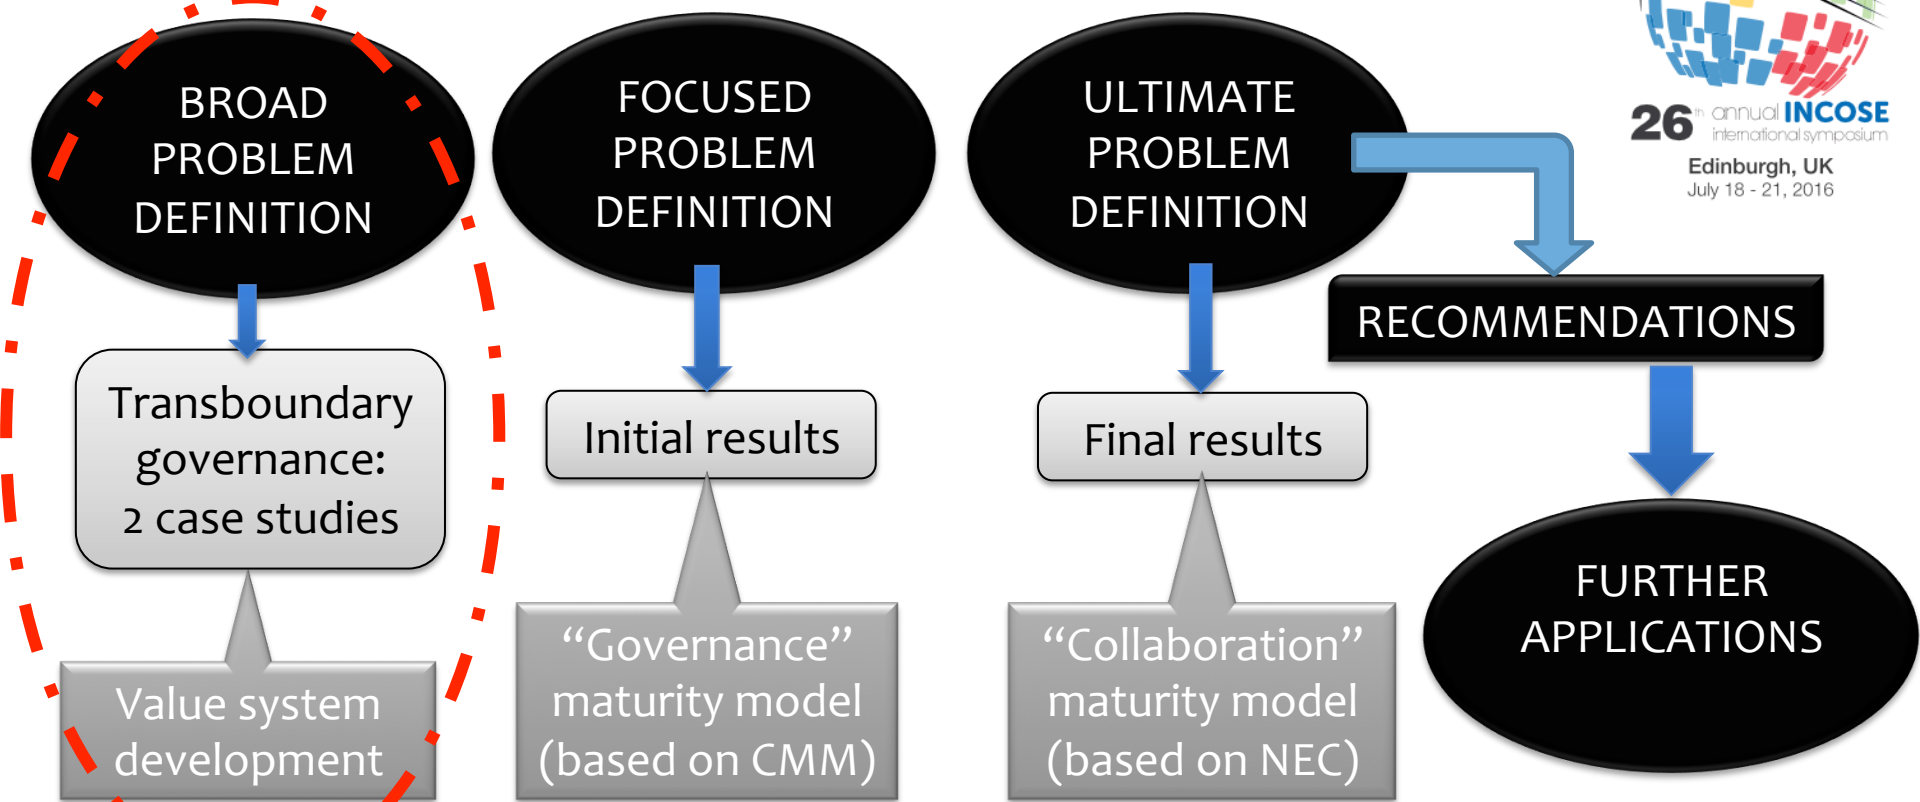 BROAD
PROBLEM
DEFINITION
Transboundary
governance:
2 case studies
Value system
development
FOCUSED
PROBLEM
DEFINITION
Initial results
“Governance”
maturity model
(based on CMM)
ULTIMATE
PROBLEM
DEFINITION
Final results
“Collaboration”
maturity model
(based on NEC)
RECOMMENDATIONS
FURTHER
APPLICATIONS
26th annual INCOSE
international symposium
Edinburgh, UK
July 18 - 21, 2016